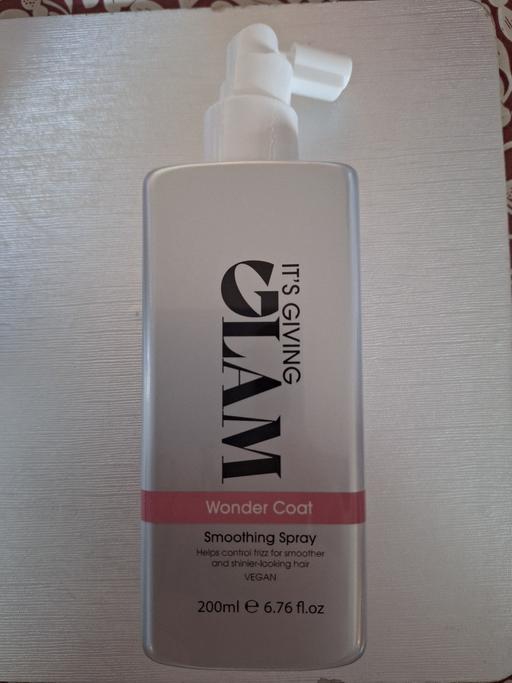 IT'S GIVING
GLAM
Wonder Coat
Smoothing Spray
Helps control frizz for smoother
and shinier-looking hair
VEGAN
200ml ℮ 6.76 fl.oz